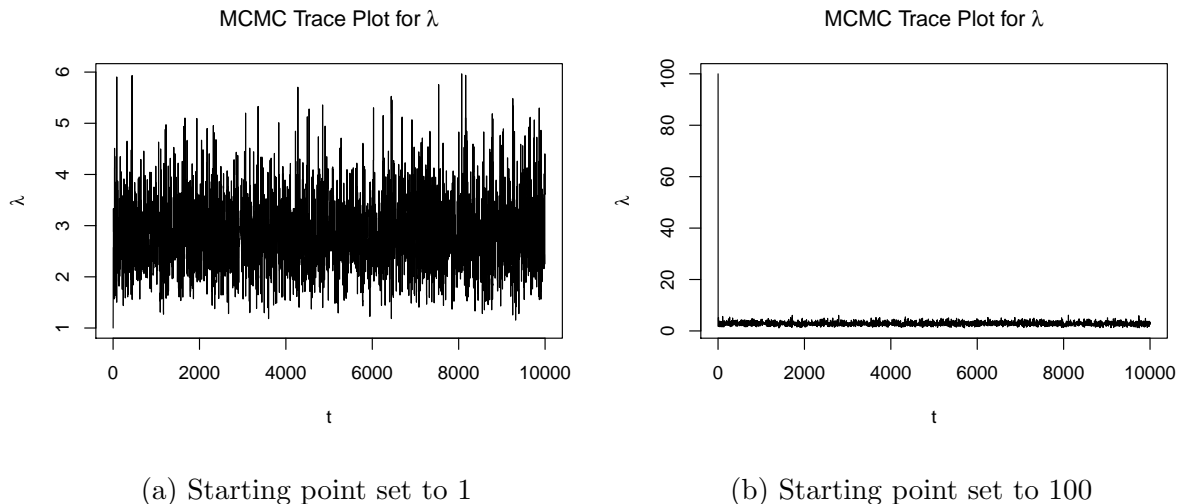 MCMC Trace Plot for λ
6
5
4
3
2
1
λ
0 2000 4000 6000 8000 10000
t
(a) Starting point set to 1
MCMC Trace Plot for λ
100
80
60
40
20
0
λ
0 2000 4000 6000 8000 10000
t
(b) Starting point set to 100